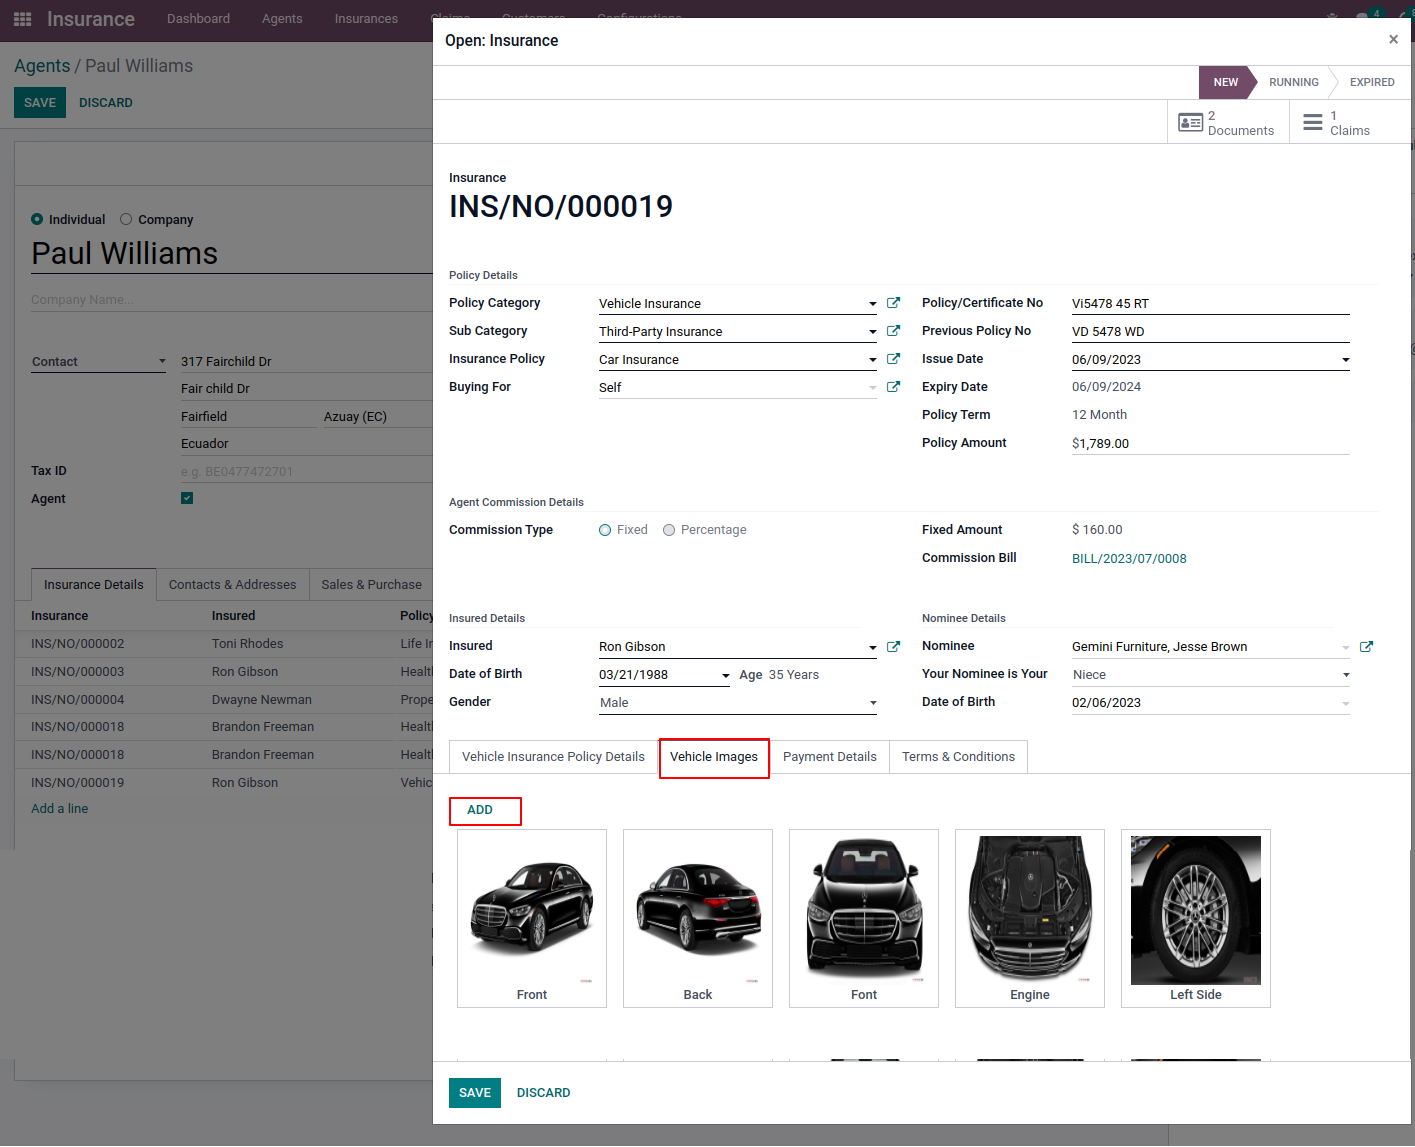 Insurance
Dashboard
Agents
Insurances
Claims
Customers
Configurations
4
Agents / Paul Williams
SAVE
DISCARD
Individual
Company
Paul Williams
Company Name...
Contact
317 Fairchild Dr
Fair child Dr
Fairfield
Azuay (EC)
Ecuador
Tax ID
e.g. BE0477472701
Agent
Insurance Details
Contacts & Addresses
Sales & Purchase
Insurance
Insured
Policy
INS/NO/000002
Toni Rhodes
Life In
INS/NO/000003
Ron Gibson
Healt
INS/NO/000004
Dwayne Newman
Prope
INS/NO/000018
Brandon Freeman
Healt
INS/NO/000018
Brandon Freeman
Healt
INS/NO/000019
Ron Gibson
Vehic
Add a line
Open: Insurance
×
NEW
RUNNING
EXPIRED
2
Documents
1
Claims
Insurance
INS/NO/000019
Policy Details
Policy Category
Vehicle Insurance
Policy/Certificate No
Vi5478 45 RT
Sub Category
Third-Party Insurance
Previous Policy No
VD 5478 WD
Insurance Policy
Car Insurance
Issue Date
06/09/2023
Buying For
Self
Expiry Date
06/09/2024
Policy Term
12 Month
Policy Amount
$1,789.00
Agent Commission Details
Commission Type
Fixed
Percentage
Fixed Amount
$ 160.00
Commission Bill
BILL/2023/07/0008
Insured Details
Nominee Details
Insured
Ron Gibson
Nominee
Gemini Furniture, Jesse Brown
Date of Birth
03/21/1988
Age 35 Years
Your Nominee is Your
Niece
Gender
Male
Date of Birth
02/06/2023
Vehicle Insurance Policy Details
Vehicle Images
Payment Details
Terms & Conditions
ADD
Front
Back
Font
Engine
Left Side
SAVE
DISCARD